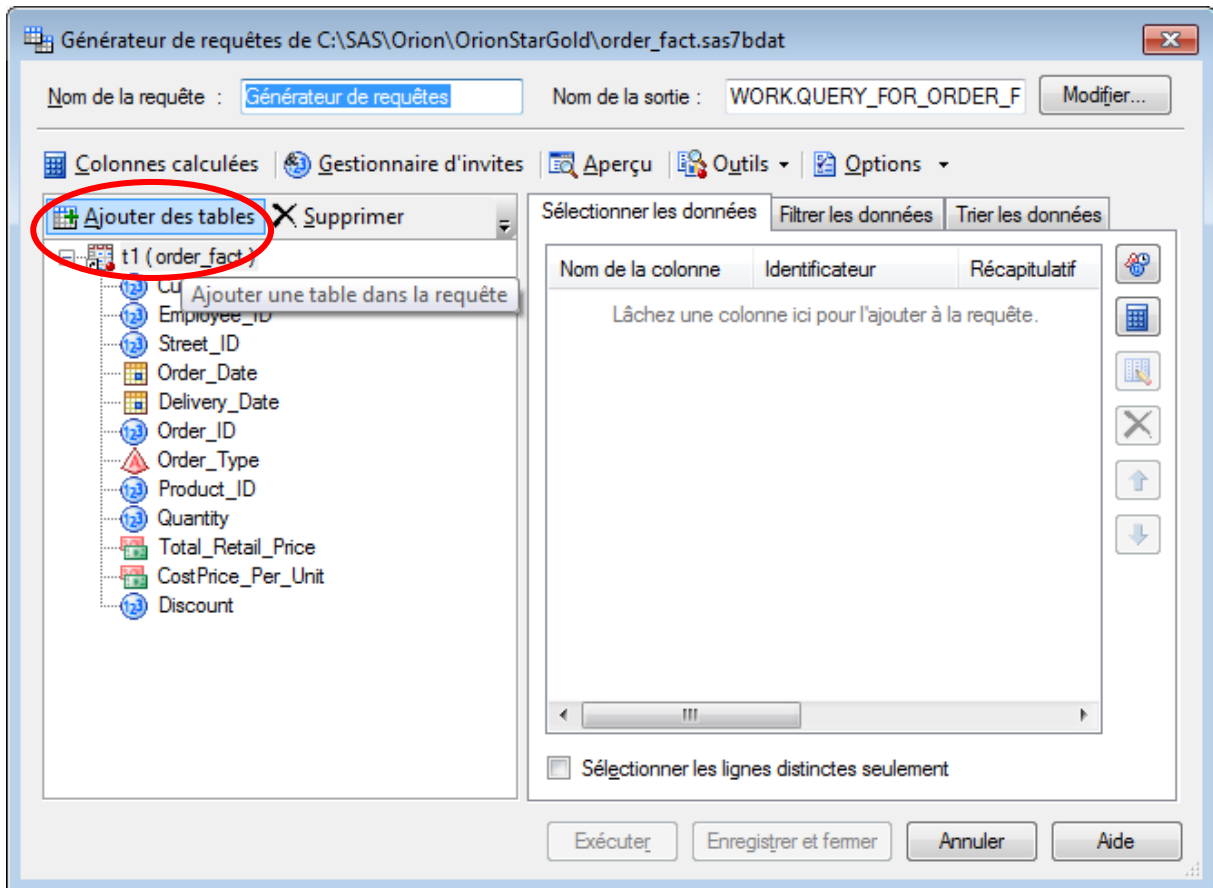 Générateur de requêtes de C:\SAS\Orion\OrionStarGold\order_fact.sas7bdat
Nom de la requête : Générateur de requêtes Nom de la sortie : WORK.QUERY_FOR_ORDER_F Modifier...
Colonnes calculées Gestionnaire d'invites Aperçu Outils Options
Ajouter des tables Supprimer
Sélectionner les données Filtrer les données Trier les données
t1 ( order_fact )
Nom de la colonne Identificateur Récapitulatif
Ajouter une table dans la requête
Lâchez une colonne ici pour l'ajouter à la requête.
Employee_ID
Street_ID
Order_Date
Delivery_Date
Order_ID
Order_Type
Product_ID
Quantity
Total_Retail_Price
CostPrice_Per_Unit
Discount
Sélectionner les lignes distinctes seulement
Exécuter Enregistrer et fermer Annuler Aide